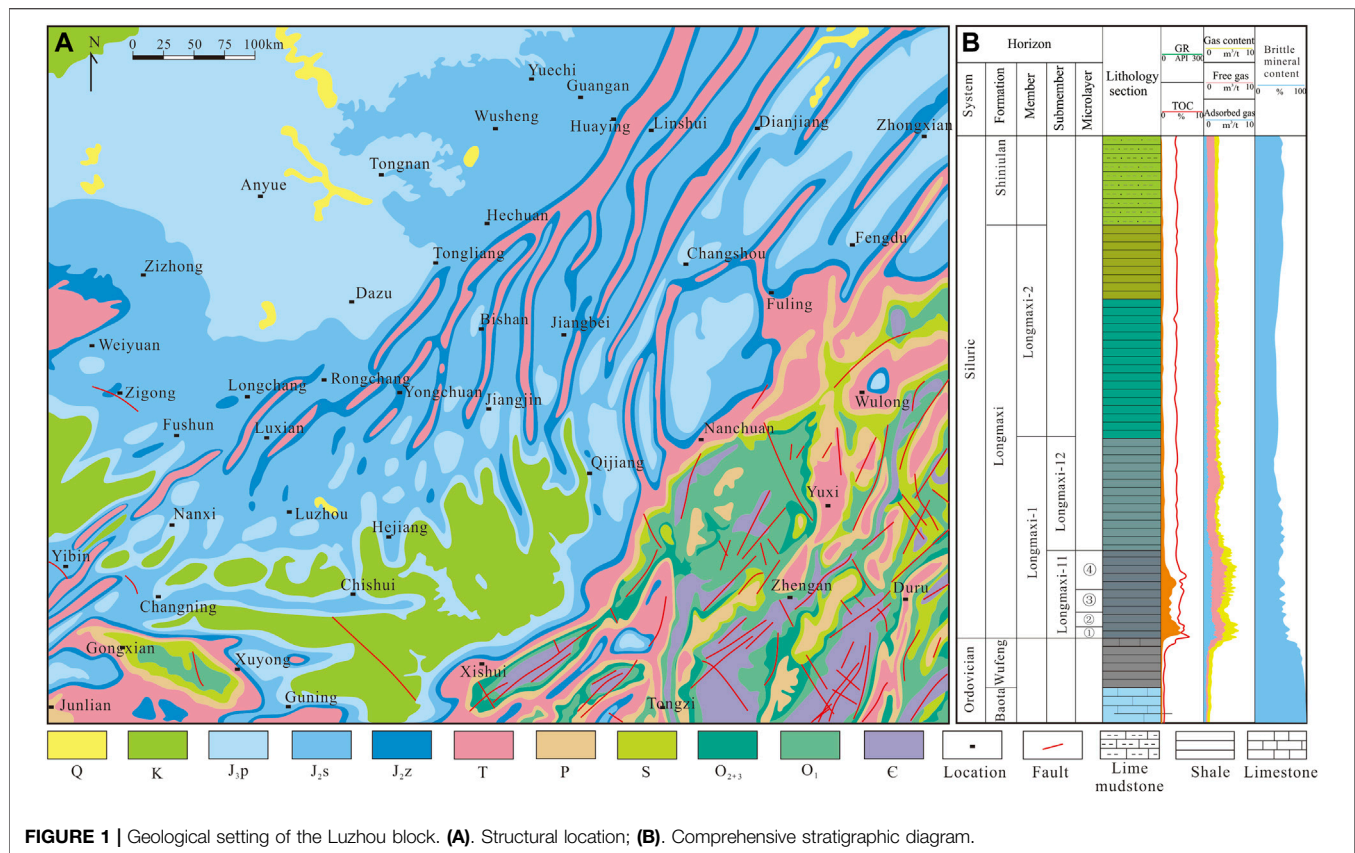 A
N
0 25 50 75 100km
Yuechi
Guangan
Wusheng
Huaying
Linshui
Dianjiang
Zhongxian
Tongnan
Anyue
Hechuan
Fengdu
Tongliang
Changshou
Zizhong
Dazu
Fuling
Bishan
Jiangbei
Weiyuan
Rongchang
Longchang
Zigong
Yongchuan
Wulong
Jiangjin
Fushun
Luxian
Nanchuan
Qijiang
Yuxi
Nanxi
Luzhou
Hejiang
Yibin
Chishui
Zhengan
Duru
Changning
Gongxian
Xuyong
Xishui
Junlian
Guning
Tongzi
B
Horizon
System
Formation
Member
Submember
Microlayer
Lithology
section
GR
0 API 300
TOC
0 % 10
Gas content
0 m³/t 10
Free gas
0 m³/t 10
Adsorbed gas
0 m³/t 10
Brittle
mineral
content
0 % 100
Siluric
Ordovician
Shiniulan
Longmaxi
Wufeng
Baota
Longmaxi-2
Longmaxi-1
Longmaxi-12
Longmaxi-11
④
③
②
①
Q K J₃p J₂s J₂z T P S O₂₊₃ O₁ Є Location Fault Lime Shale Limestone
mudstone
FIGURE 1 | Geological setting of the Luzhou block. (A). Structural location; (B). Comprehensive stratigraphic diagram.